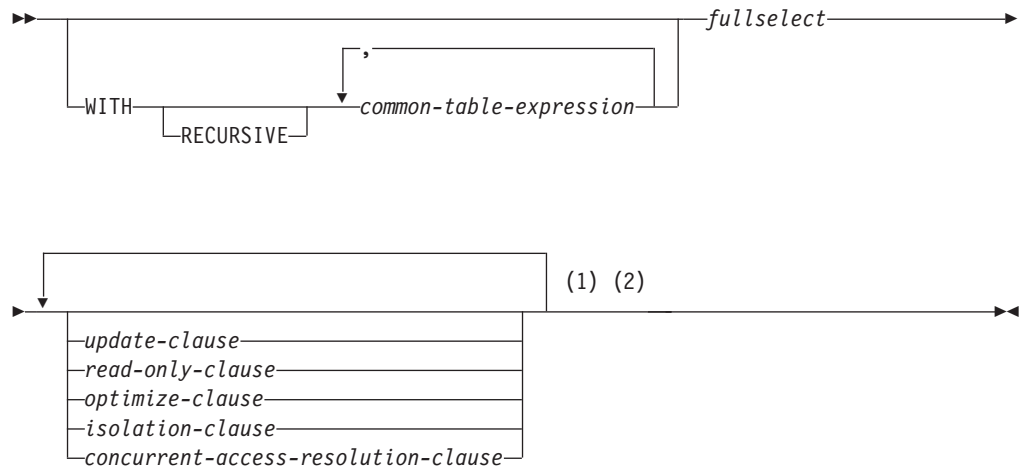 fullselect
,
WITH common-table-expression
RECURSIVE
(1) (2)
update-clause
read-only-clause
optimize-clause
isolation-clause
concurrent-access-resolution-clause